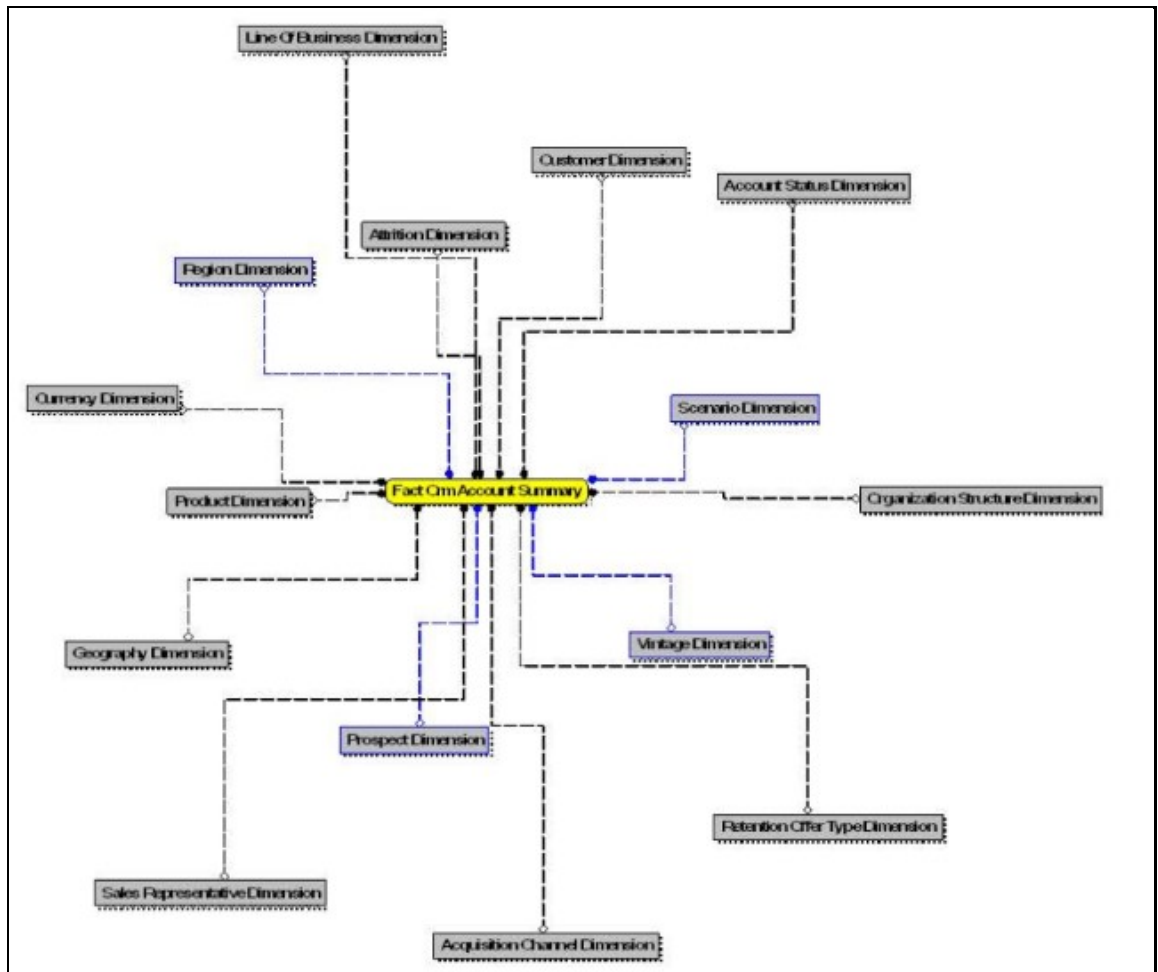 Line Of Business Dimension
Customer Dimension
Account Status Dimension
Attrition Dimension
Region Dimension
Currency Dimension
Scenario Dimension
Fact Crm Account Summary
Product Dimension
Organization Structure Dimension
Geography Dimension
Vintage Dimension
Prospect Dimension
Retention Offer Type Dimension
Sales Representative Dimension
Acquisition Channel Dimension